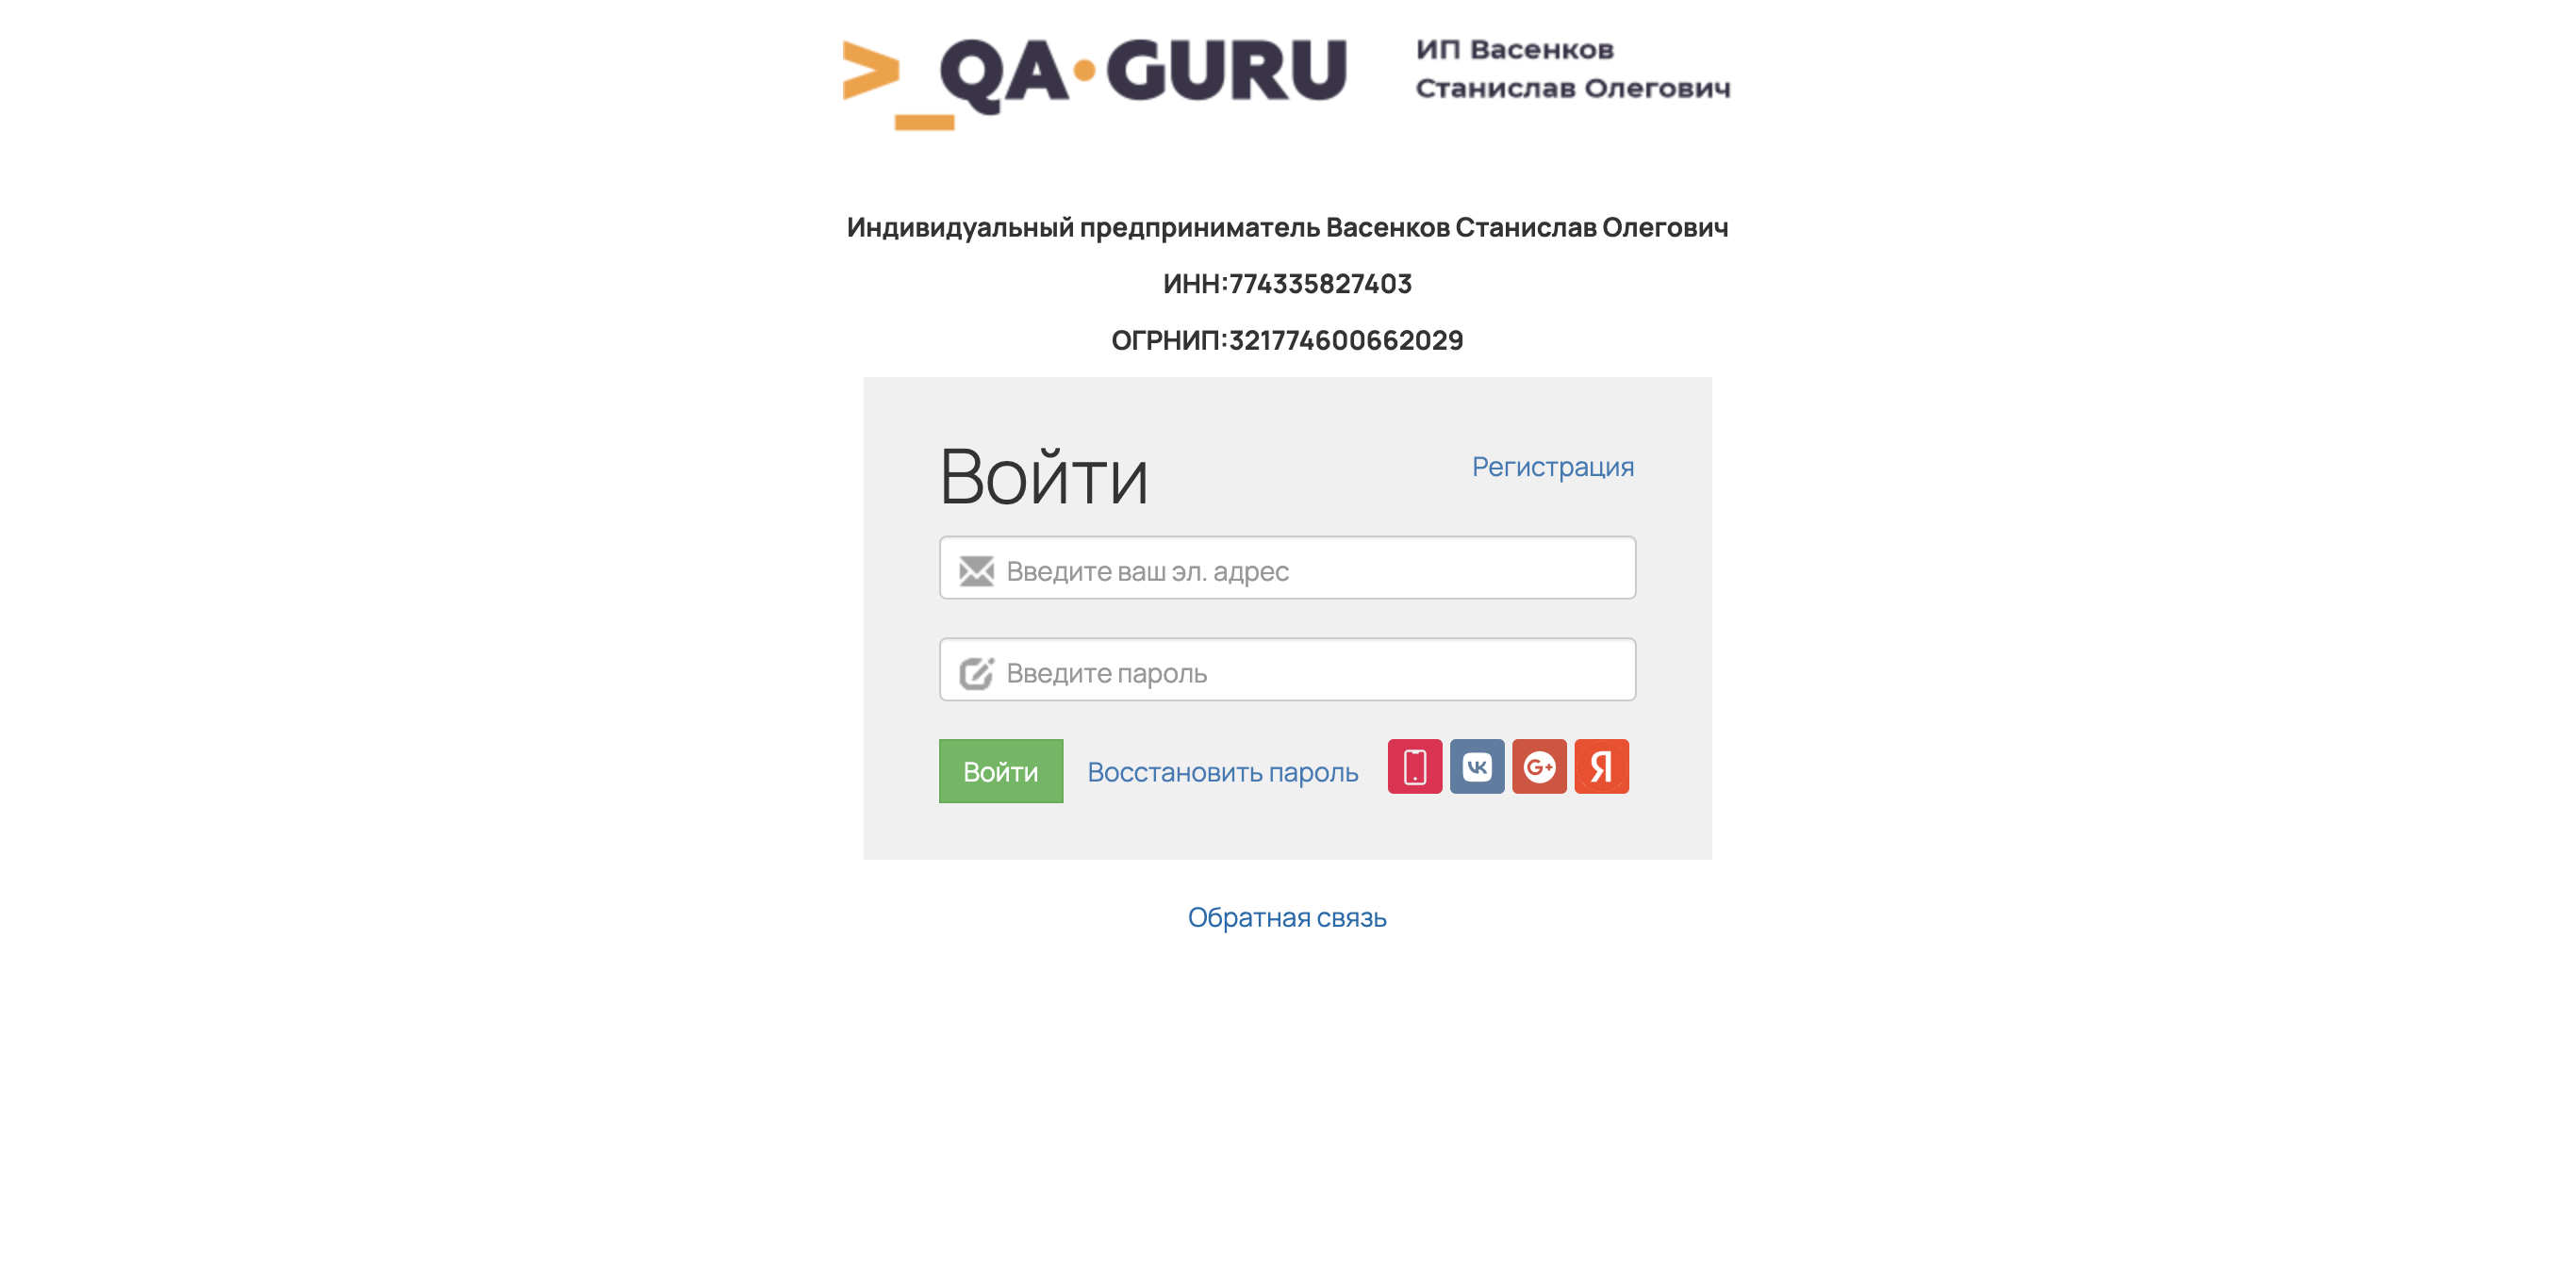 >_QA•GURU
ИП Васенков
Станислав Олегович
Индивидуальный предприниматель Васенков Станислав Олегович
ИНН:774335827403
ОГРНИП:321774600662029
Войти
Регистрация
Введите ваш эл. адрес
Введите пароль
Войти
Восстановить пароль
VK
G+
Я
Обратная связь